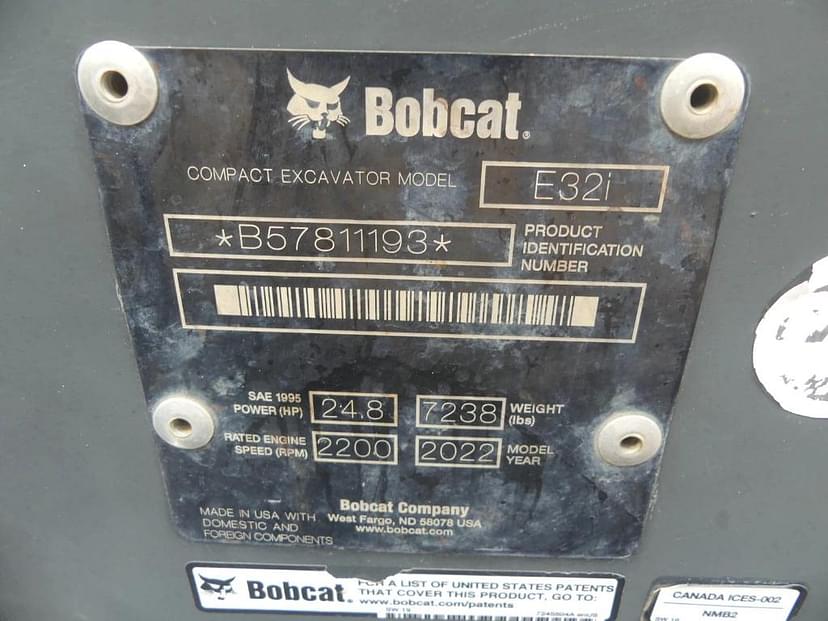 Bobcat®
COMPACT EXCAVATOR MODEL E32i
*B57811193*
PRODUCT
IDENTIFICATION
NUMBER
SAE 1995
POWER (HP) 24.8 7238 WEIGHT
(lbs)
RATED ENGINE
SPEED (RPM) 2200 2022 MODEL
YEAR
MADE IN USA WITH
DOMESTIC AND
FOREIGN COMPONENTS
Bobcat Company
West Fargo, ND 58078 USA
www.bobcat.com
Bobcat.
A LIST OF UNITED STATES PATENTS
THAT COVER THIS PRODUCT, GO TO:
www.bobcat.com/patents
CANADA ICES-002
NMB2